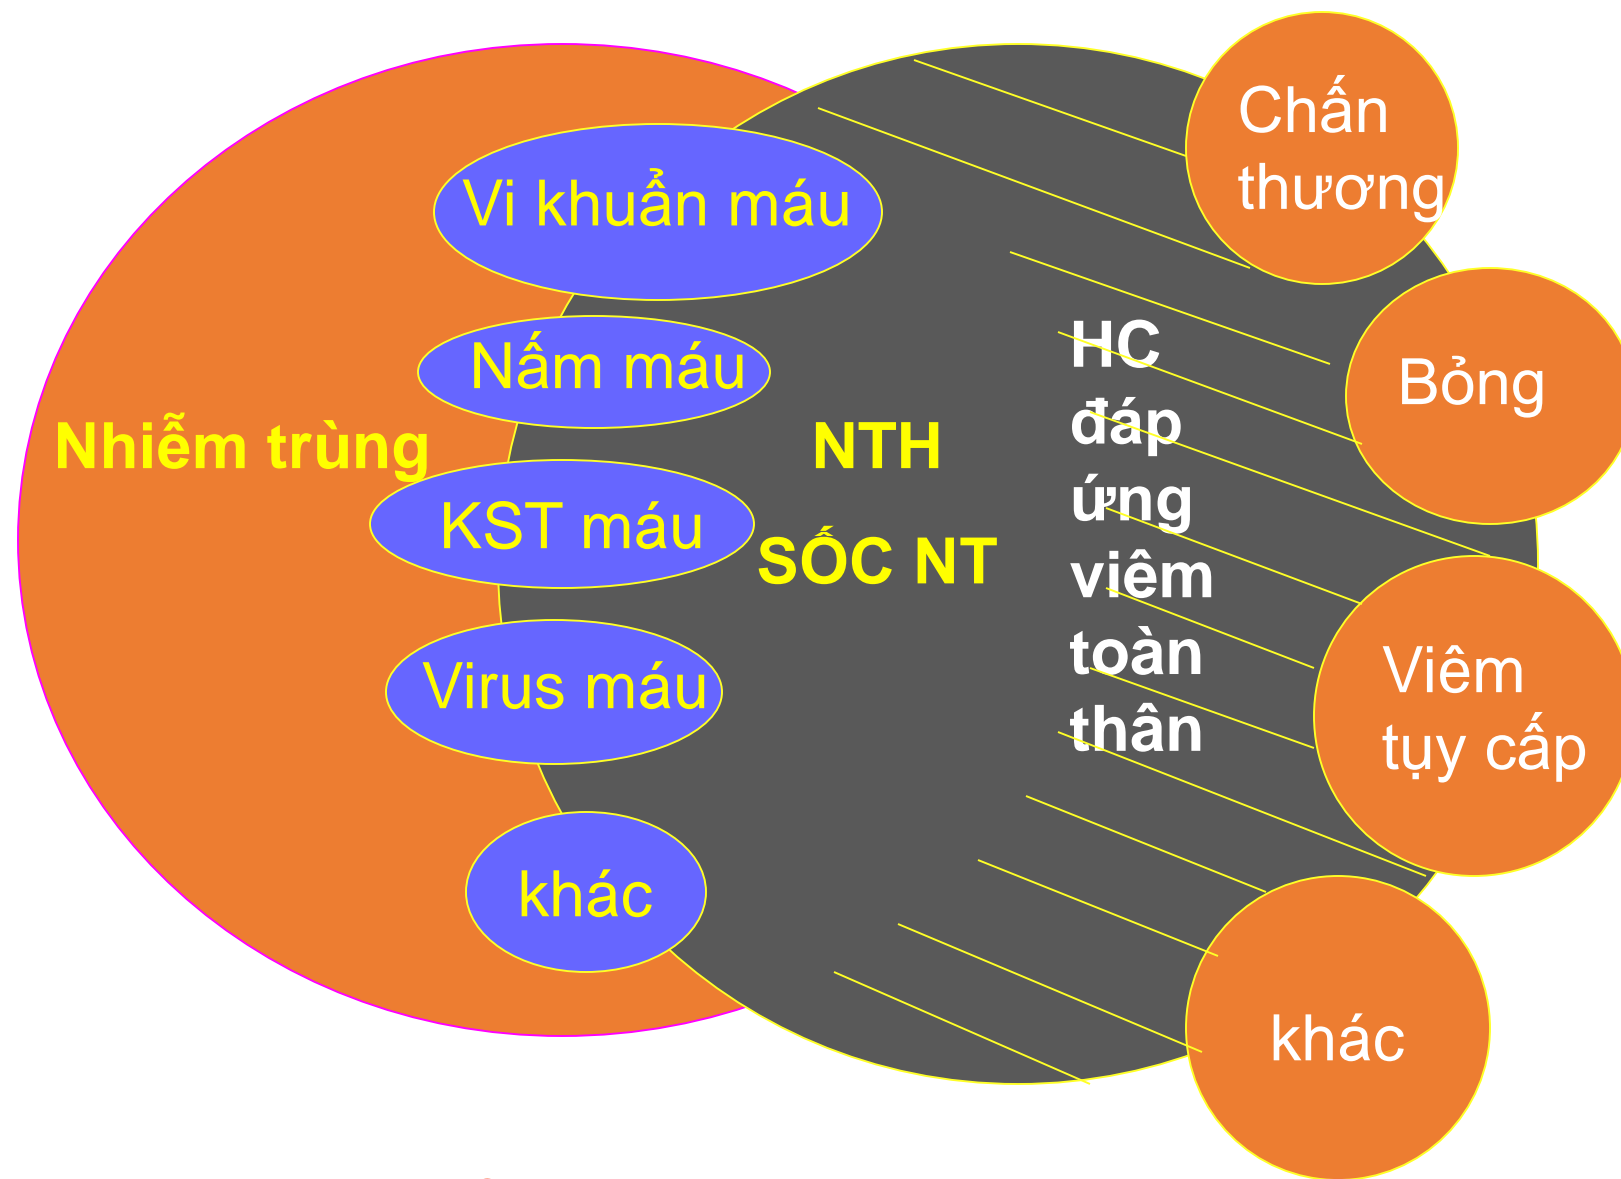 Nhiễm trùng
Vi khuẩn máu
Nấm máu
KST máu
Virus máu
khác
NTH
SỐC NT
HC
đáp
ứng
viêm
toàn
thân
Chấn
thương
Bỏng
Viêm
tụy cấp
khác